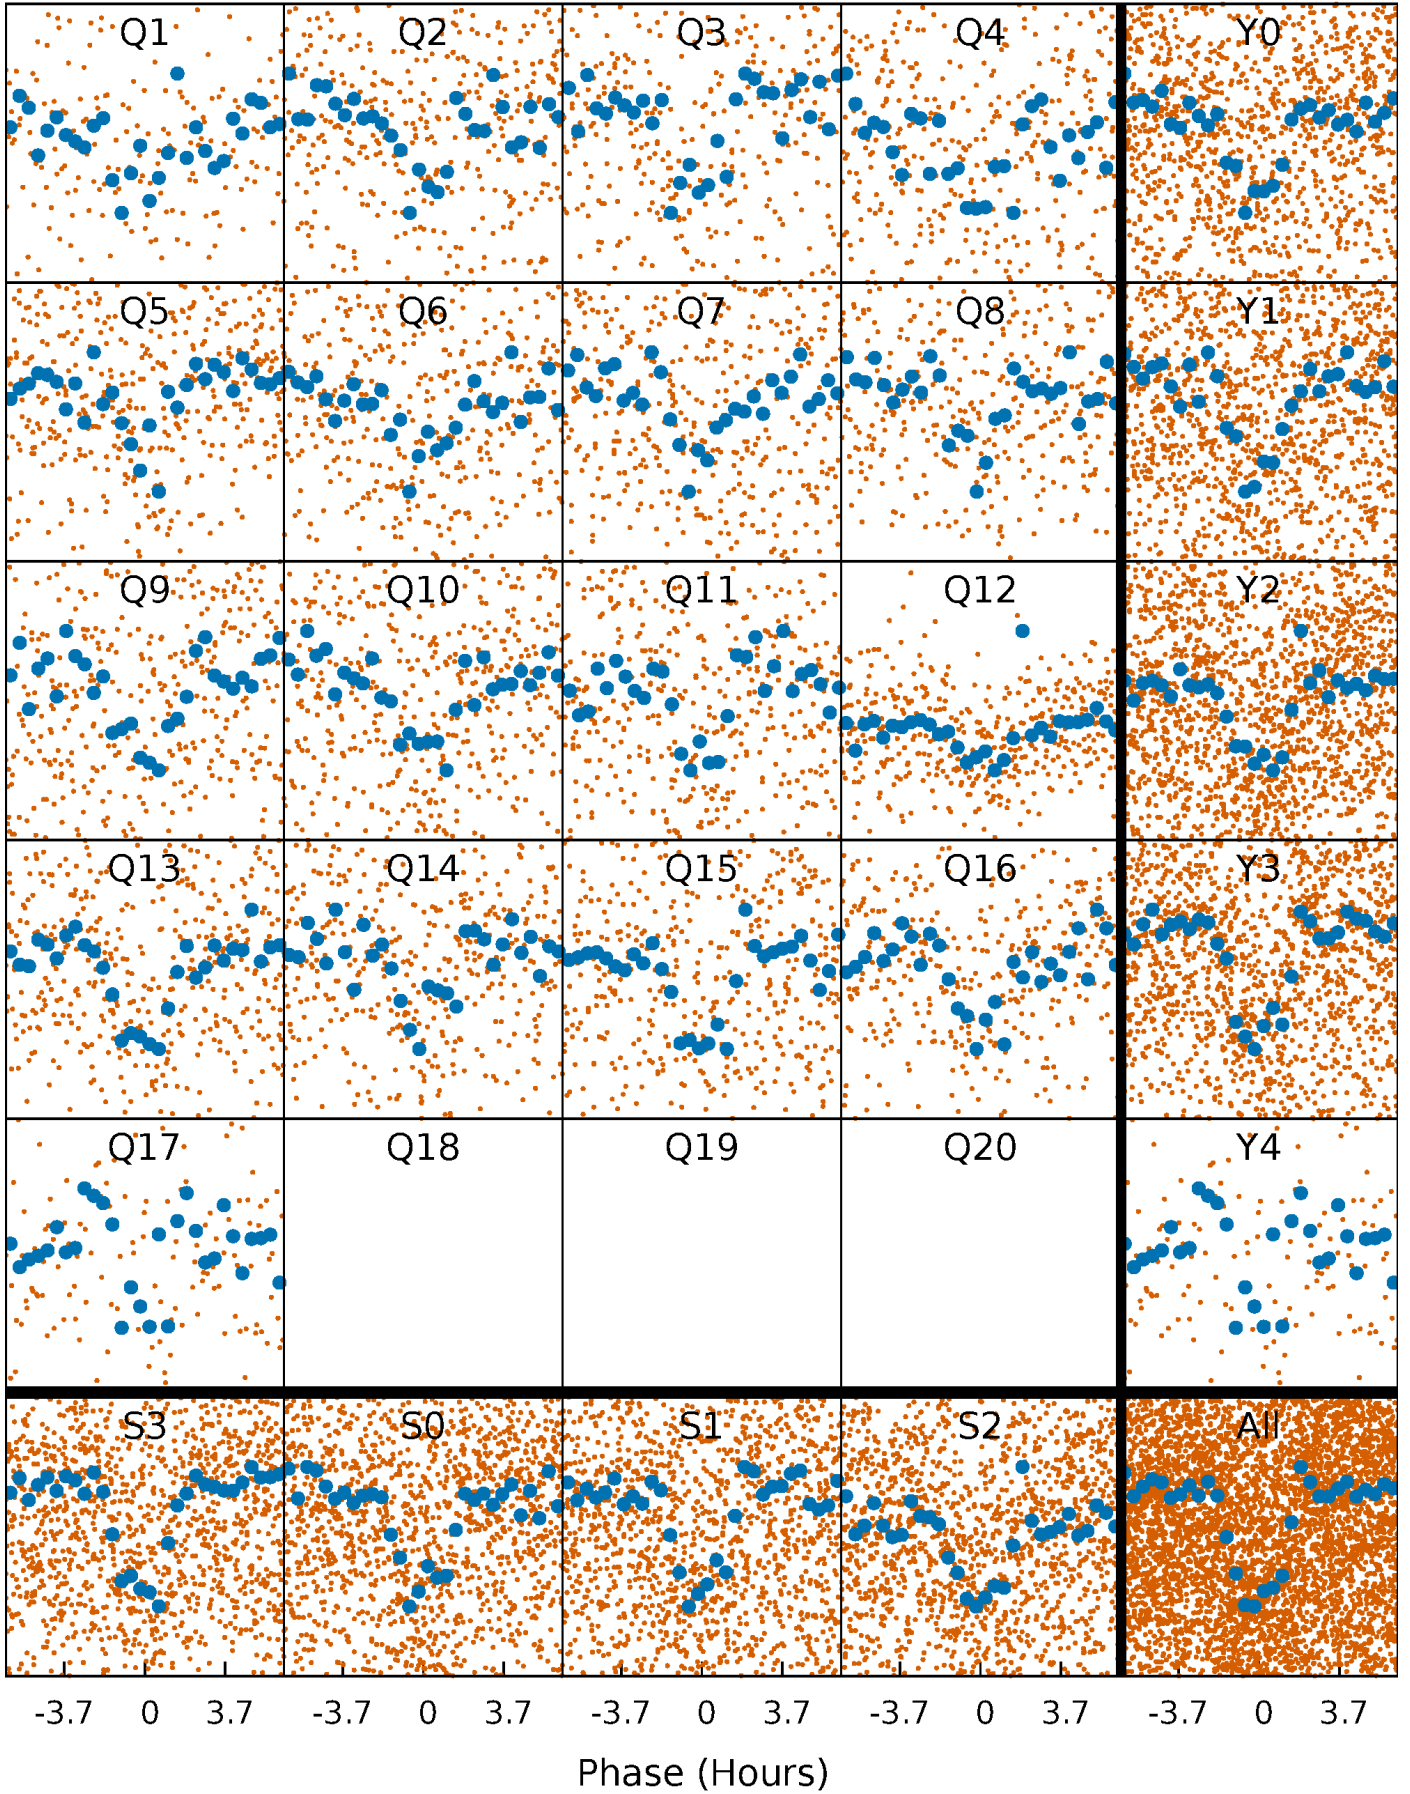 Q1 Q2 Q3 Q4 Y0
Q5 Q6 Q7 Q8 Y1
Q9 Q10 Q11 Q12 Y2
Q13 Q14 Q15 Q16 Y3
Q17 Q18 Q19 Q20 Y4
S3 S0 S1 S2 All
-3.7 0 3.7 -3.7 0 3.7 -3.7 0 3.7 -3.7 0 3.7 -3.7 0 3.7
Phase (Hours)